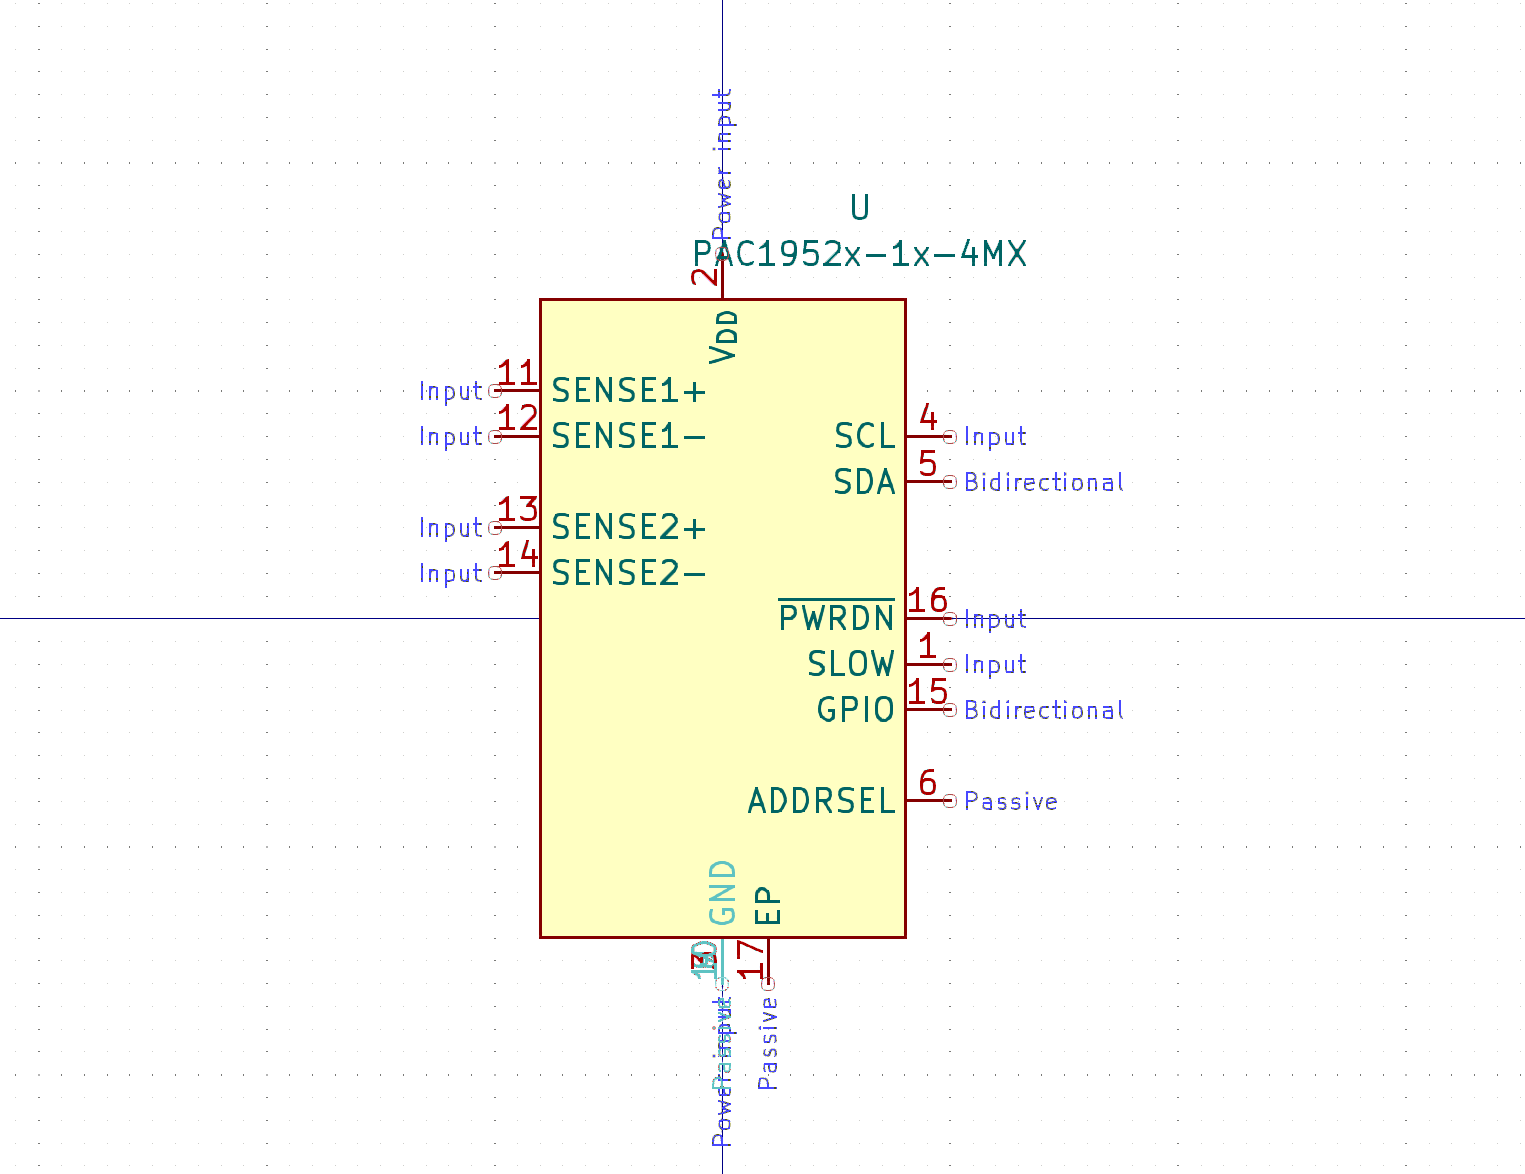 Power input
U
PAC1952x-1x-4MX
2
VDD
Input 11 SENSE1+
Input 12 SENSE1-
SCL 4 Input
SDA 5 Bidirectional
Input 13 SENSE2+
Input 14 SENSE2-
PWRDN 16 Input
SLOW 1 Input
GPIO 15 Bidirectional
ADDRSEL 6 Passive
GND
EP
17
Passive
Power input
Passive